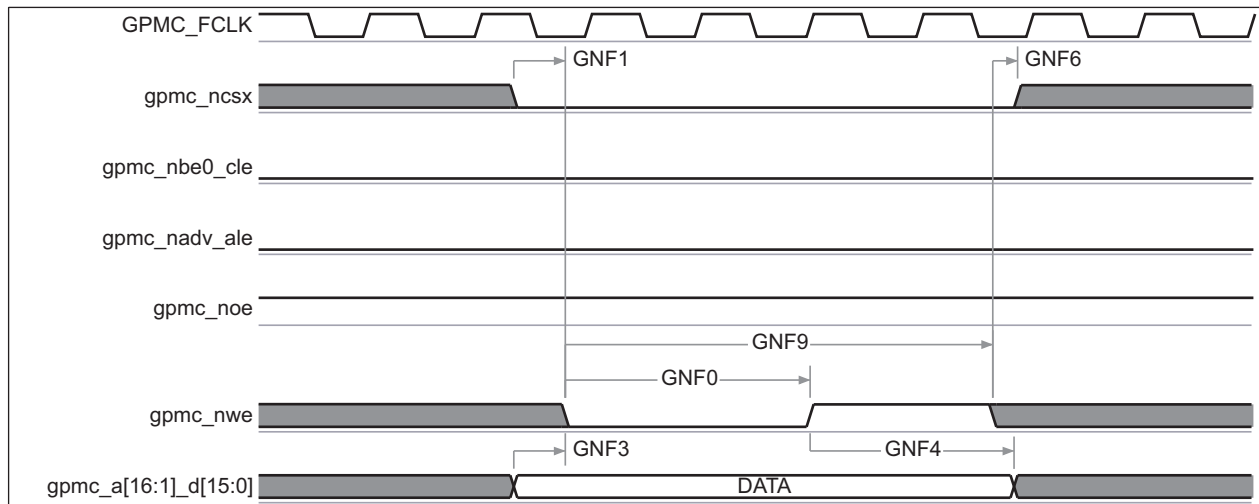 GPMC_FCLK
GNF1
GNF6
gpmc_ncsx
gpmc_nbe0_cle
gpmc_nadv_ale
gpmc_noe
GNF9
GNF0
gpmc_nwe
GNF3
GNF4
gpmc_a[16:1]_d[15:0]
DATA